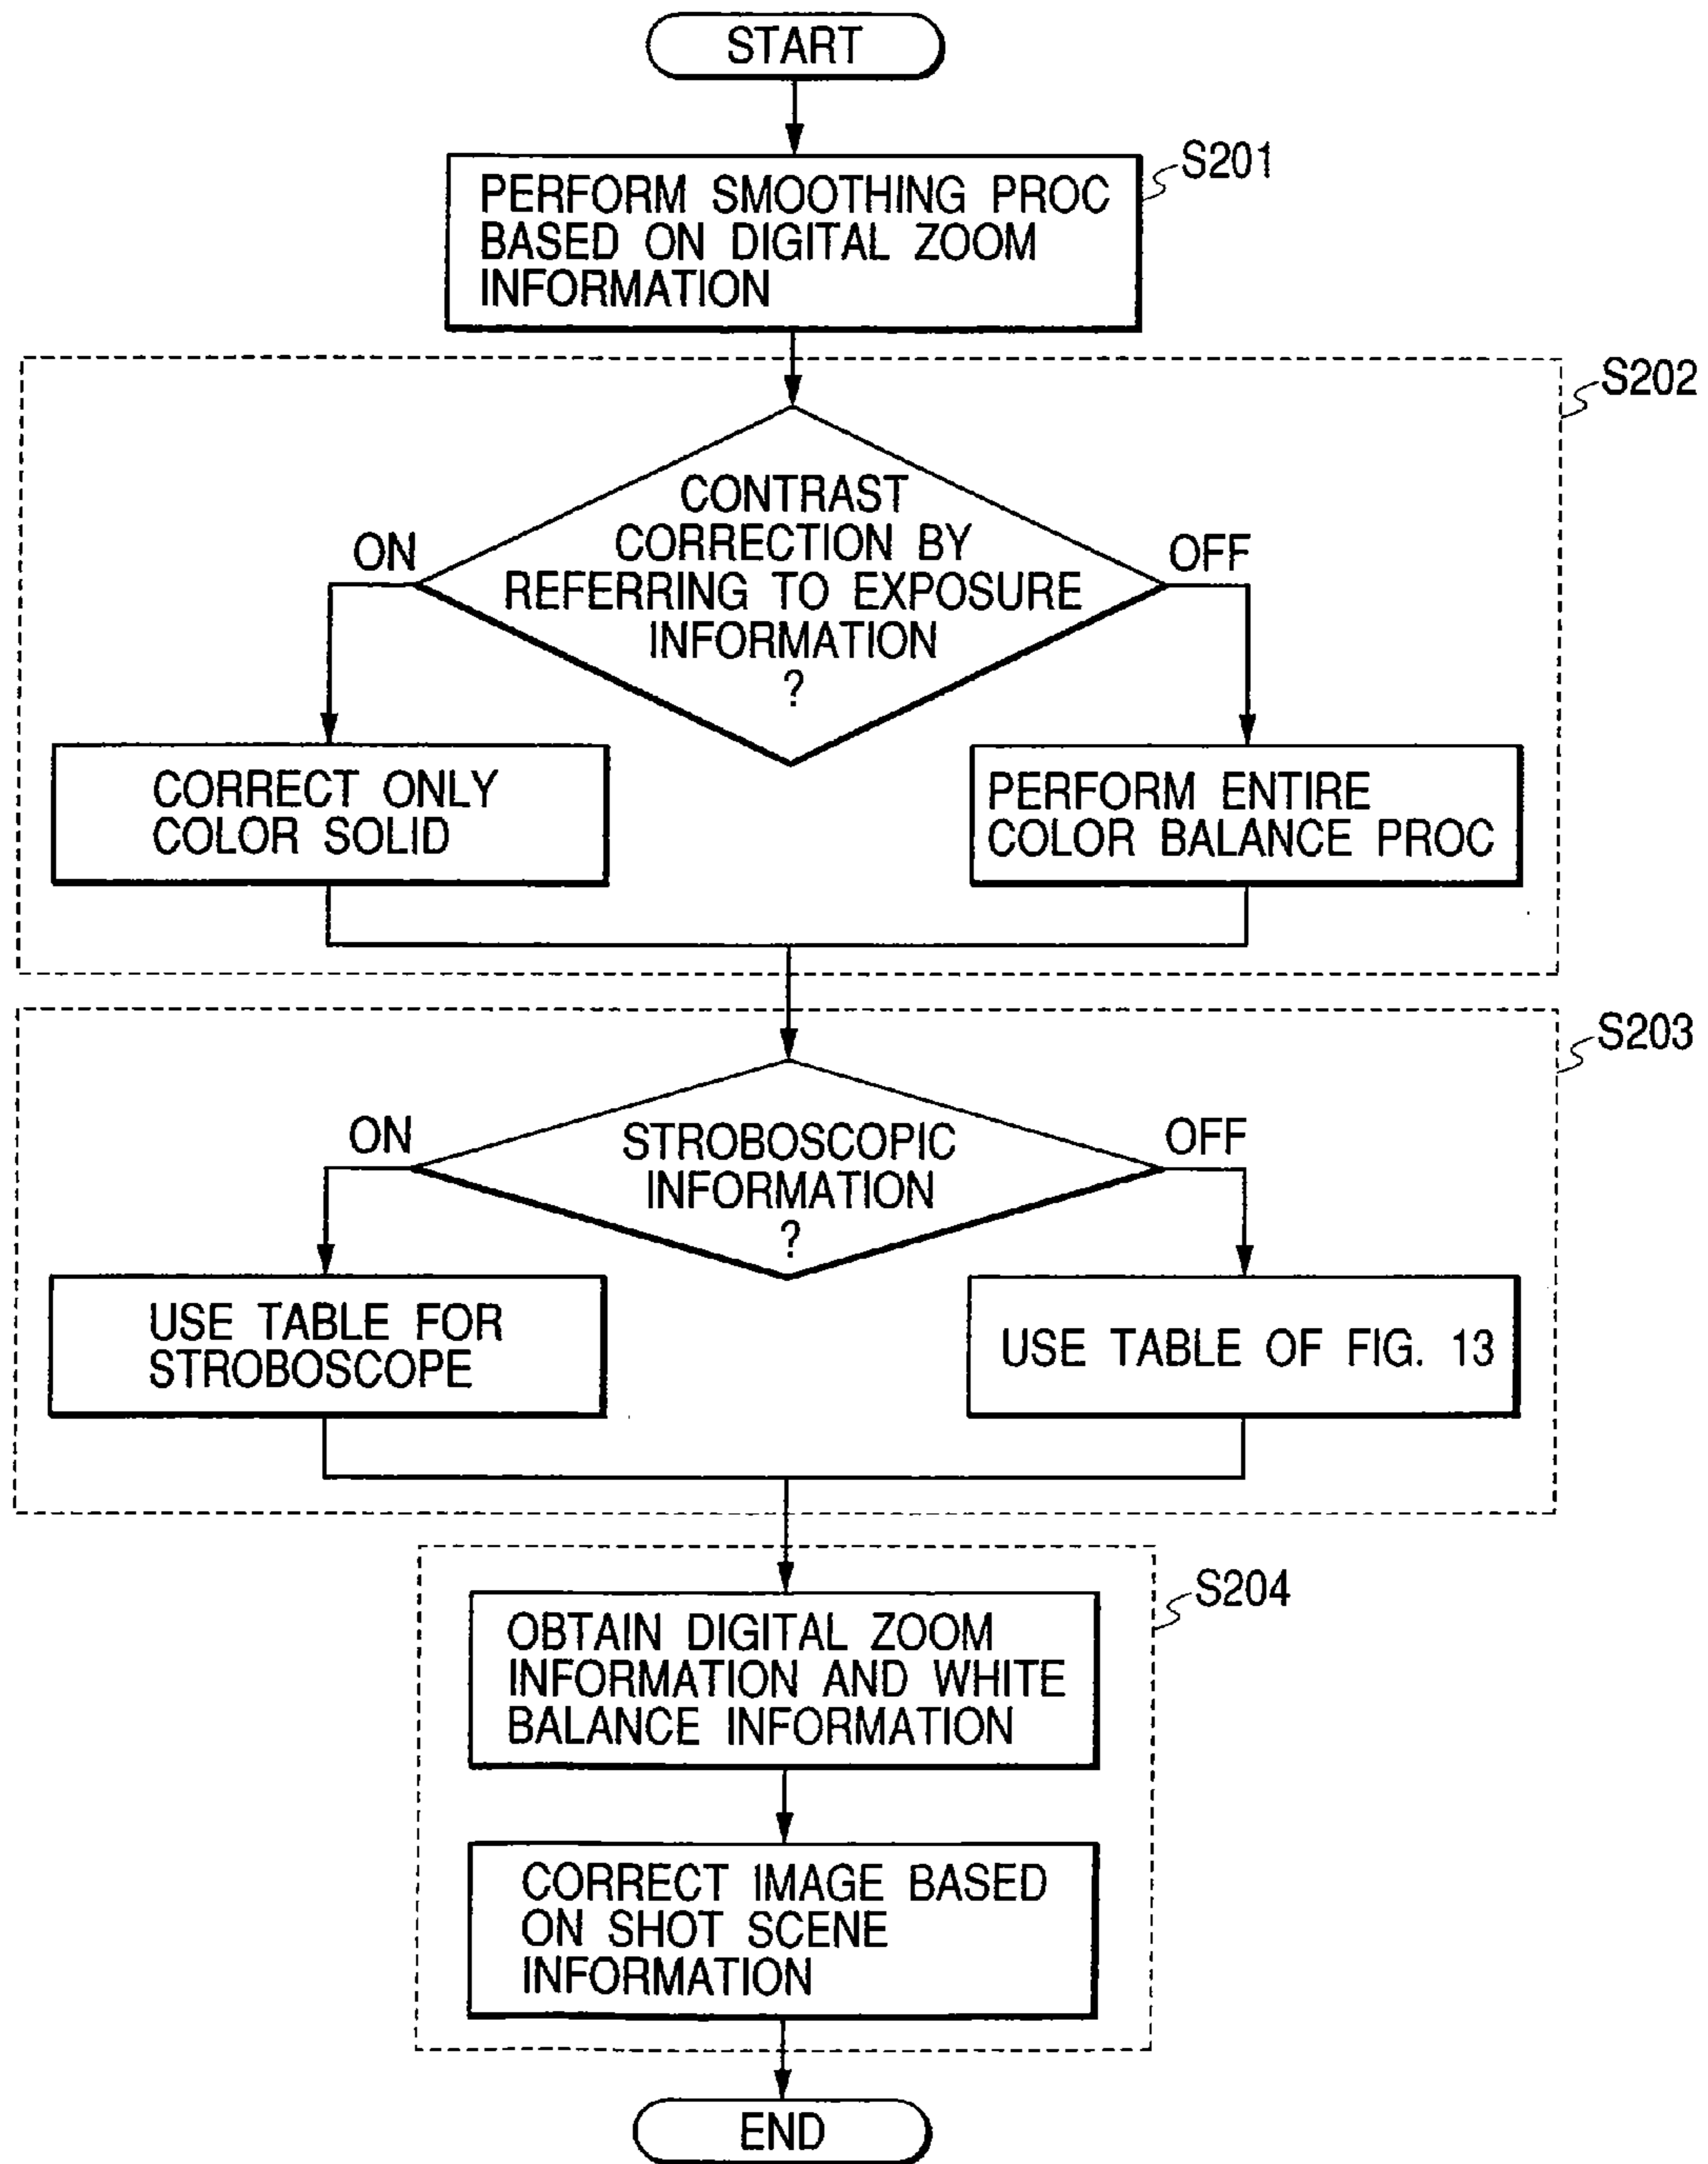 START
S201
PERFORM SMOOTHING PROC
BASED ON DIGITAL ZOOM
INFORMATION
S202
CONTRAST
CORRECTION BY
REFERRING TO EXPOSURE
INFORMATION
?
ON
OFF
CORRECT ONLY
COLOR SOLID
PERFORM ENTIRE
COLOR BALANCE PROC
S203
STROBOSCOPIC
INFORMATION
?
ON
OFF
USE TABLE FOR
STROBOSCOPE
USE TABLE OF FIG. 13
S204
OBTAIN DIGITAL ZOOM
INFORMATION AND WHITE
BALANCE INFORMATION
CORRECT IMAGE BASED
ON SHOT SCENE
INFORMATION
END